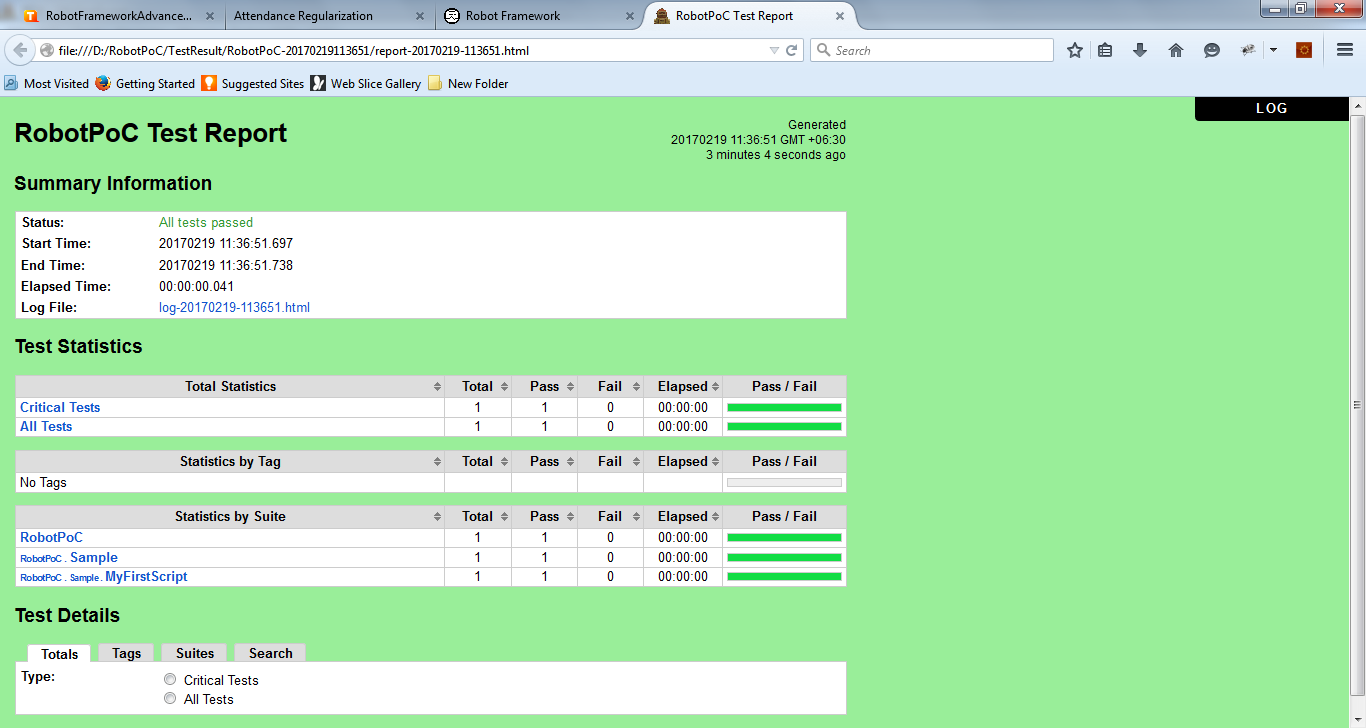 RobotFrameworkAdvance... × Attendance Regularization × Robot Framework × RobotPoC Test Report ×
file:///D:/RobotPoC/TestResult/RobotPoC-20170219113651/report-20170219-113651.html Search
Most Visited Getting Started Suggested Sites Web Slice Gallery New Folder
LOG
RobotPoC Test Report
Generated
20170219 11:36:51 GMT +06:30
3 minutes 4 seconds ago
Summary Information
Status: All tests passed
Start Time: 20170219 11:36:51.697
End Time: 20170219 11:36:51.738
Elapsed Time: 00:00:00.041
Log File: log-20170219-113651.html
Test Statistics
Total Statistics Total Pass Fail Elapsed Pass / Fail
Critical Tests 1 1 0 00:00:00
All Tests 1 1 0 00:00:00
Statistics by Tag Total Pass Fail Elapsed Pass / Fail
No Tags
Statistics by Suite Total Pass Fail Elapsed Pass / Fail
RobotPoC 1 1 0 00:00:00
RobotPoC . Sample 1 1 0 00:00:00
RobotPoC . Sample . MyFirstScript 1 1 0 00:00:00
Test Details
Totals Tags Suites Search
Type: Critical Tests
All Tests